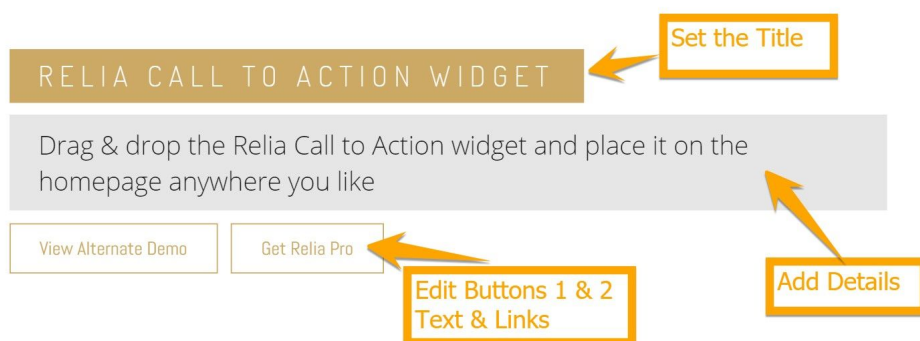 Set the Title
RELIA CALL TO ACTION WIDGET
Drag & drop the Relia Call to Action widget and place it on the
homepage anywhere you like
View Alternate Demo
Get Relia Pro
Edit Buttons 1 & 2
Text & Links
Add Details